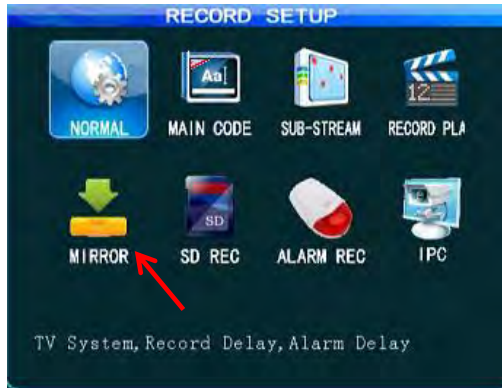 RECORD SETUP
Aa
12
NORMAL MAIN CODE SUB-STREAM RECORD PLA
SD
MIRROR SD REC ALARM REC IPC
TV System, Record Delay, Alarm Delay